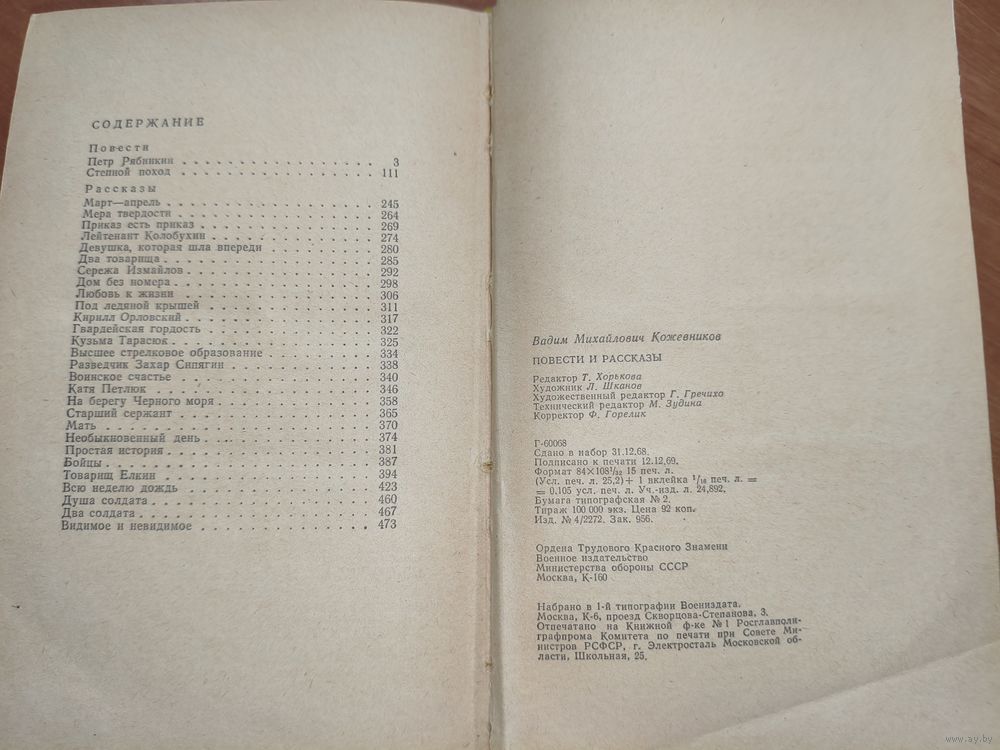 СОДЕРЖАНИЕ
Повести
Петр Рябинкин . . . . . . . . . . . . . . 3
Степной поход . . . . . . . . . . . . . . 111
Рассказы
Март—апрель . . . . . . . . . . . . . . 245
Мера твердости . . . . . . . . . . . . . . 264
Приказ есть приказ . . . . . . . . . . . . . . 269
Лейтенант Колобухин . . . . . . . . . . . . . . 274
Девушка, которая шла впереди . . . . . . . . 280
Два товарища . . . . . . . . . . . . . . 285
Сережа Измайлов . . . . . . . . . . . . . . 292
Дом без номера . . . . . . . . . . . . . . 298
Любовь к жизни . . . . . . . . . . . . . . 306
Под ледяной крышей . . . . . . . . . . . . . . 311
Кирилл Орловский . . . . . . . . . . . . . . 317
Гвардейская гордость . . . . . . . . . . . . . . 322
Кузьма Тарасюк . . . . . . . . . . . . . . 325
Высшее стрелковое образование . . . . . . . . 334
Разведчик Захар Сипягин . . . . . . . . . . 338
Воинское счастье . . . . . . . . . . . . . . 340
Катя Петлюк . . . . . . . . . . . . . . 346
На берегу Черного моря . . . . . . . . . . . . 358
Старший сержант . . . . . . . . . . . . . . 365
Мать . . . . . . . . . . . . . . 370
Необыкновенный день . . . . . . . . . . . . . . 374
Простая история . . . . . . . . . . . . . . 381
Бойцы . . . . . . . . . . . . . . 387
Товарищ Елкин . . . . . . . . . . . . . . 394
Всю неделю дождь . . . . . . . . . . . . . . 423
Душа солдата . . . . . . . . . . . . . . 460
Два солдата . . . . . . . . . . . . . . 467
Видимое и невидимое . . . . . . . . . . . . . . 473
Вадим Михайлович Кожевников
ПОВЕСТИ И РАССКАЗЫ
Редактор Т. Хорькова
Художник Л. Шканов
Художественный редактор Г. Гречихо
Технический редактор М. Зудина
Корректор Ф. Горелик
Г-60068
Сдано в набор 31.12.68.
Подписано к печати 12.12.69.
Формат 84×108¹/₃₂ 15 печ. л.
(Усл. печ. л. 25,2) + 1 вклейка ¹/₁₆ печ. л. =
= 0,105 усл. печ. л. Уч.-изд. л. 24,892.
Бумага типографская № 2.
Тираж 100 000 экз. Цена 92 коп.
Изд. № 4/2272. Зак. 956.
Ордена Трудового Красного Знамени
Военное издательство
Министерства обороны СССР
Москва, К-160
Набрано в 1-й типографии Воениздата.
Москва, К-6, проезд Скворцова-Степанова, 3.
Отпечатано на Книжной ф-ке № 1 Росглавполи-
графпрома Комитета по печати при Совете Ми-
нистров РСФСР, г. Электросталь Московской об-
ласти, Школьная, 25.
www.ay.by